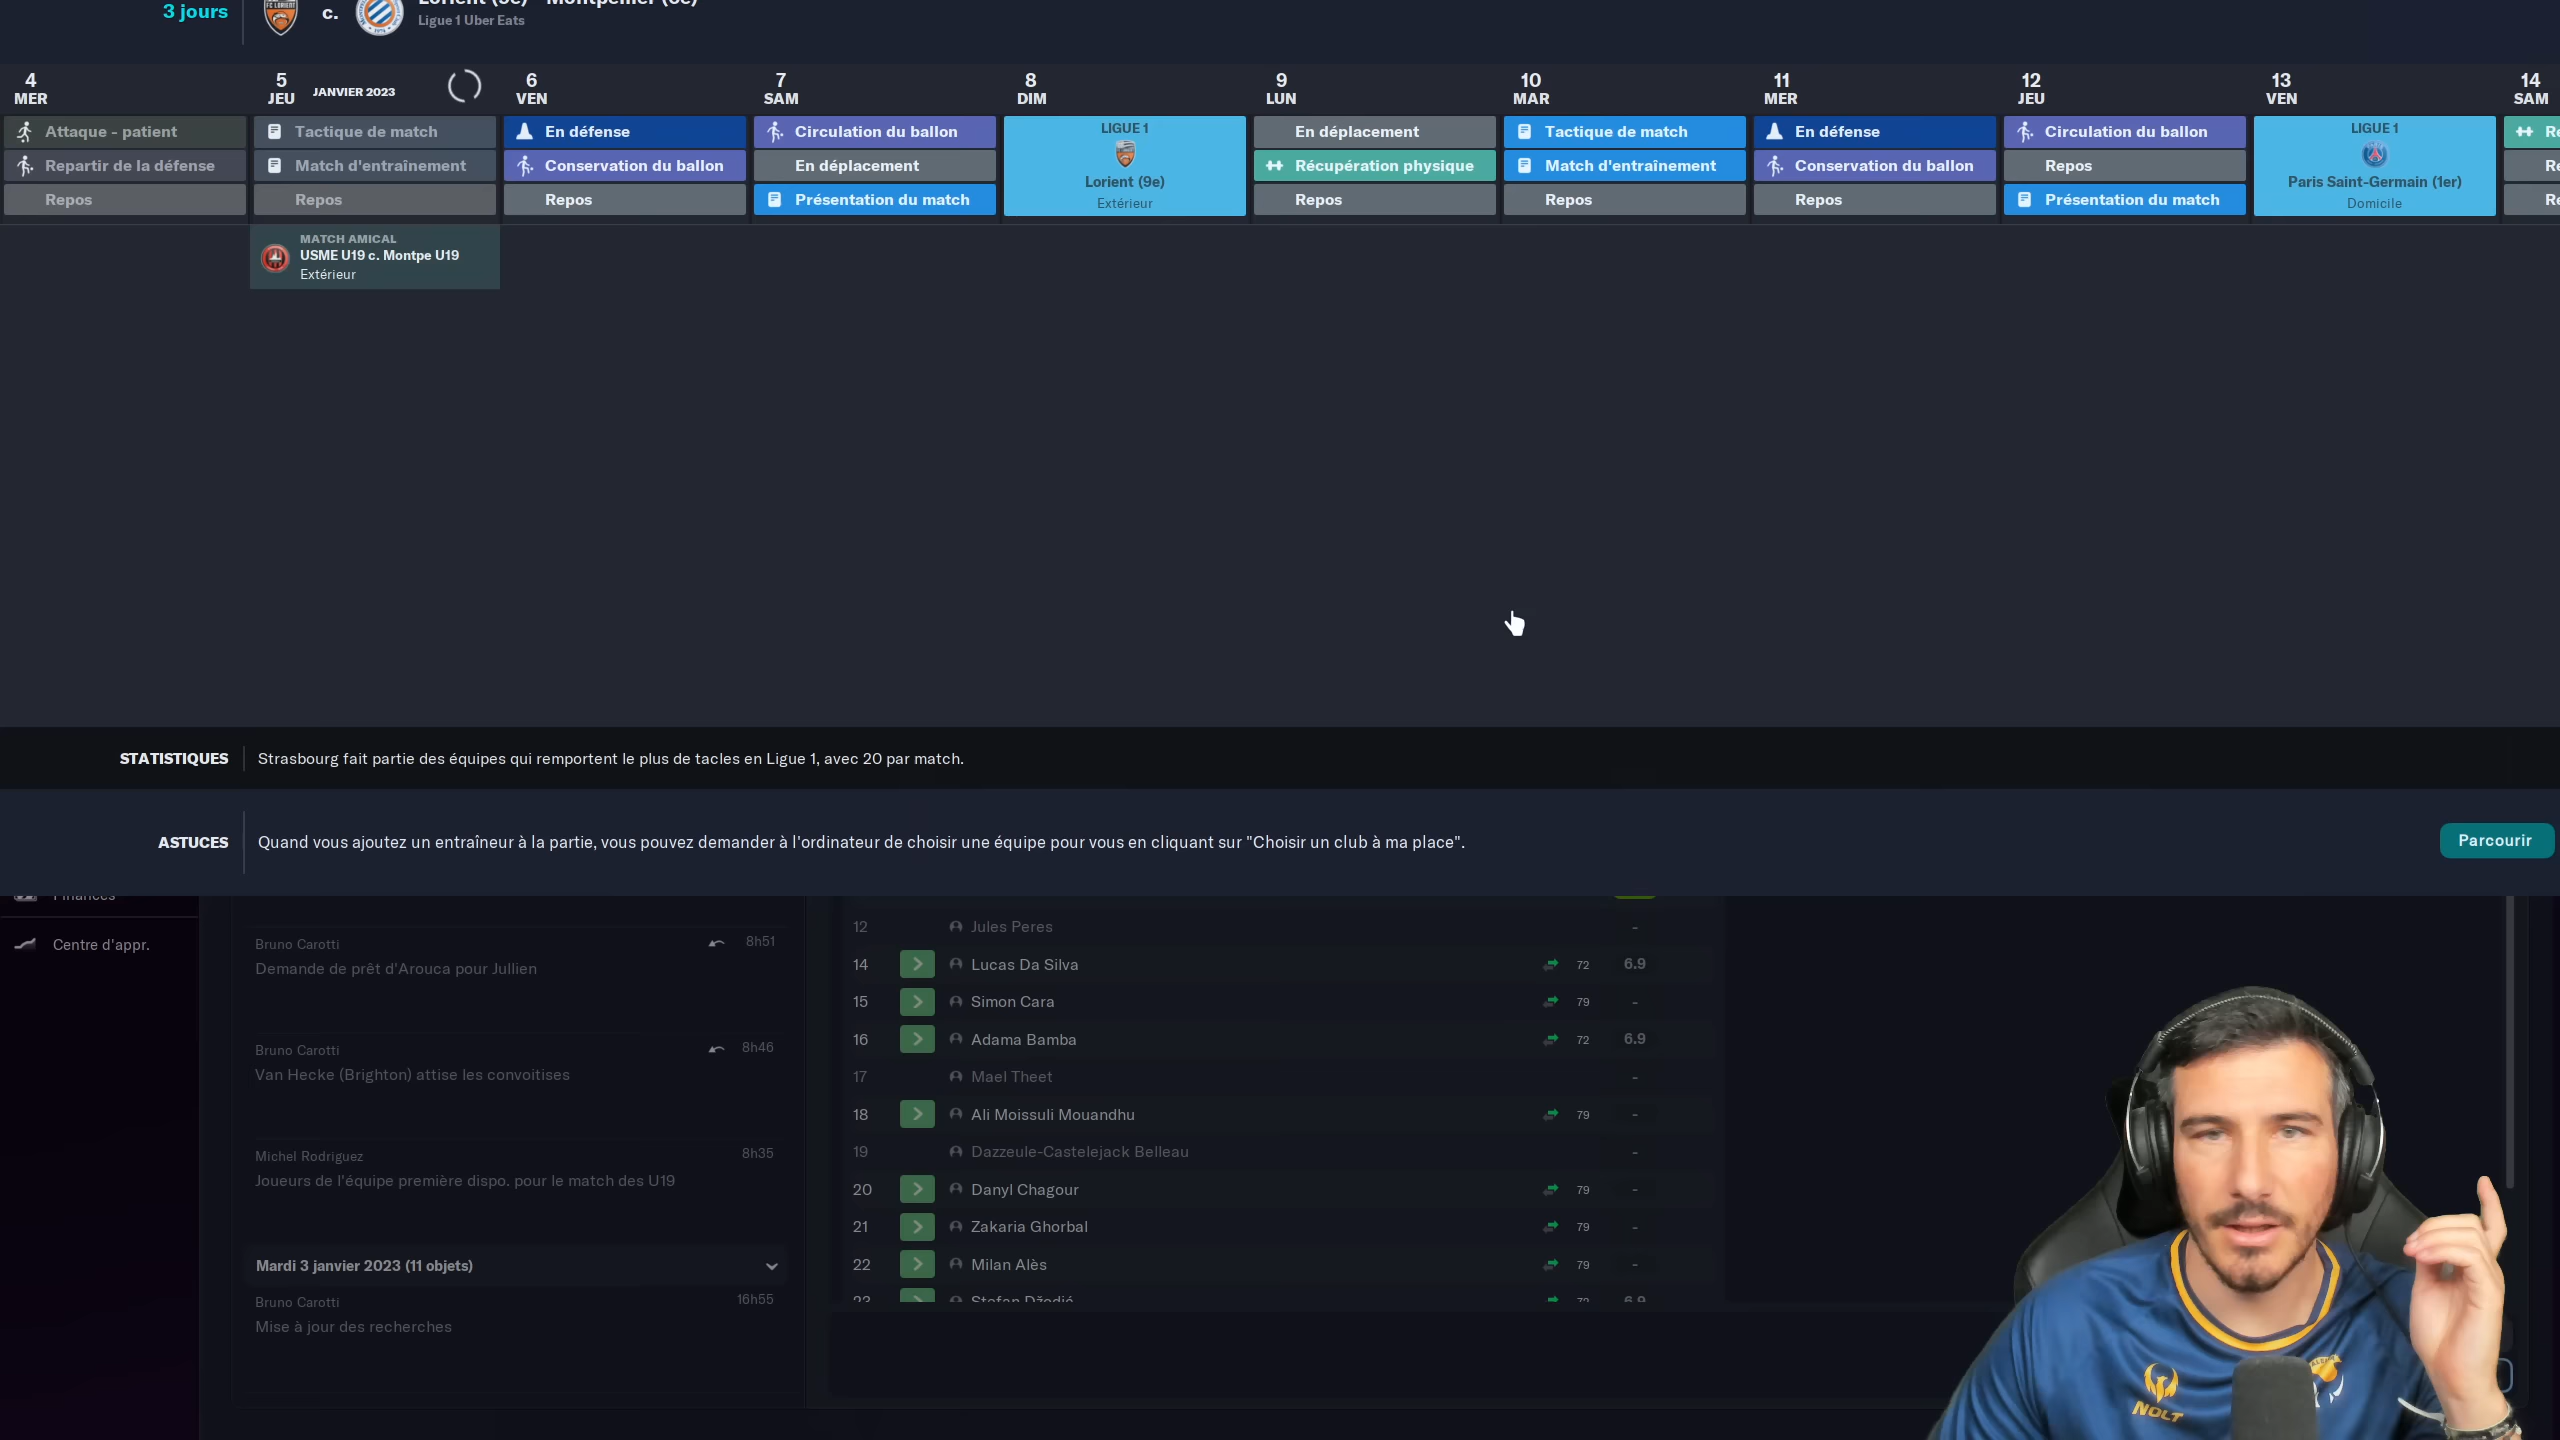 3 jours
c.
Ligue 1 Uber Eats
4
MER
5
JEU
JANVIER 2023
6
VEN
7
SAM
8
DIM
9
LUN
10
MAR
11
MER
12
JEU
13
VEN
14
SAM
Attaque - patient
Repartir de la défense
Repos
Tactique de match
Match d'entraînement
Repos
En défense
Conservation du ballon
Repos
Circulation du ballon
En déplacement
Présentation du match
LIGUE 1
Lorient (9e)
Extérieur
En déplacement
Récupération physique
Repos
Tactique de match
Match d'entraînement
Repos
En défense
Conservation du ballon
Repos
Circulation du ballon
Repos
Présentation du match
LIGUE 1
Paris Saint-Germain (1er)
Domicile
Re
Re
Re
MATCH AMICAL
USME U19 c. Montpe U19
Extérieur
STATISTIQUES
Strasbourg fait partie des équipes qui remportent le plus de tacles en Ligue 1, avec 20 par match.
ASTUCES
Quand vous ajoutez un entraîneur à la partie, vous pouvez demander à l'ordinateur de choisir une équipe pour vous en cliquant sur "Choisir un club à ma place".
Parcourir
Finances
Centre d'appr.
Bruno Carotti 8h51
Demande de prêt d'Arouca pour Jullien
Bruno Carotti 8h46
Van Hecke (Brighton) attise les convoitises
Michel Rodriguez 8h35
Joueurs de l'équipe première dispo. pour le match des U19
Mardi 3 janvier 2023 (11 objets)
Bruno Carotti 16h55
Mise à jour des recherches
12 Jules Peres -
14 Lucas Da Silva 72 6.9
15 Simon Cara 79 -
16 Adama Bamba 72 6.9
17 Mael Theet -
18 Ali Moissuli Mouandhu 79 -
19 Dazzeule-Castelejack Belleau -
20 Danyl Chagour 79 -
21 Zakaria Ghorbal 79 -
22 Milan Alès 79 -
23 72 6.9
NOLT